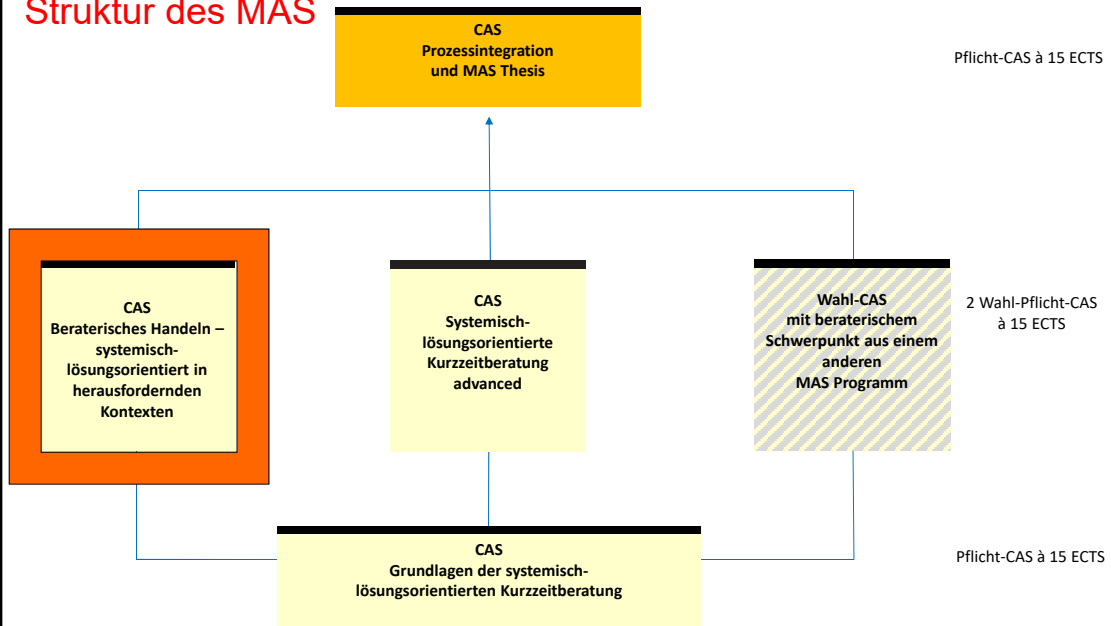 Struktur des MAS
CAS
Prozessintegration
und MAS Thesis
Pflicht-CAS à 15 ECTS
CAS
Beraterisches Handeln –
systemisch-
lösungsorientiert in
herausfordernden
Kontexten
CAS
Systemisch-
lösungsorientierte
Kurzzeitberatung
advanced
Wahl-CAS
mit beraterischem
Schwerpunkt aus einem
anderen
MAS Programm
2 Wahl-Pflicht-CAS
à 15 ECTS
CAS
Grundlagen der systemisch-
lösungsorientierten Kurzzeitberatung
Pflicht-CAS à 15 ECTS